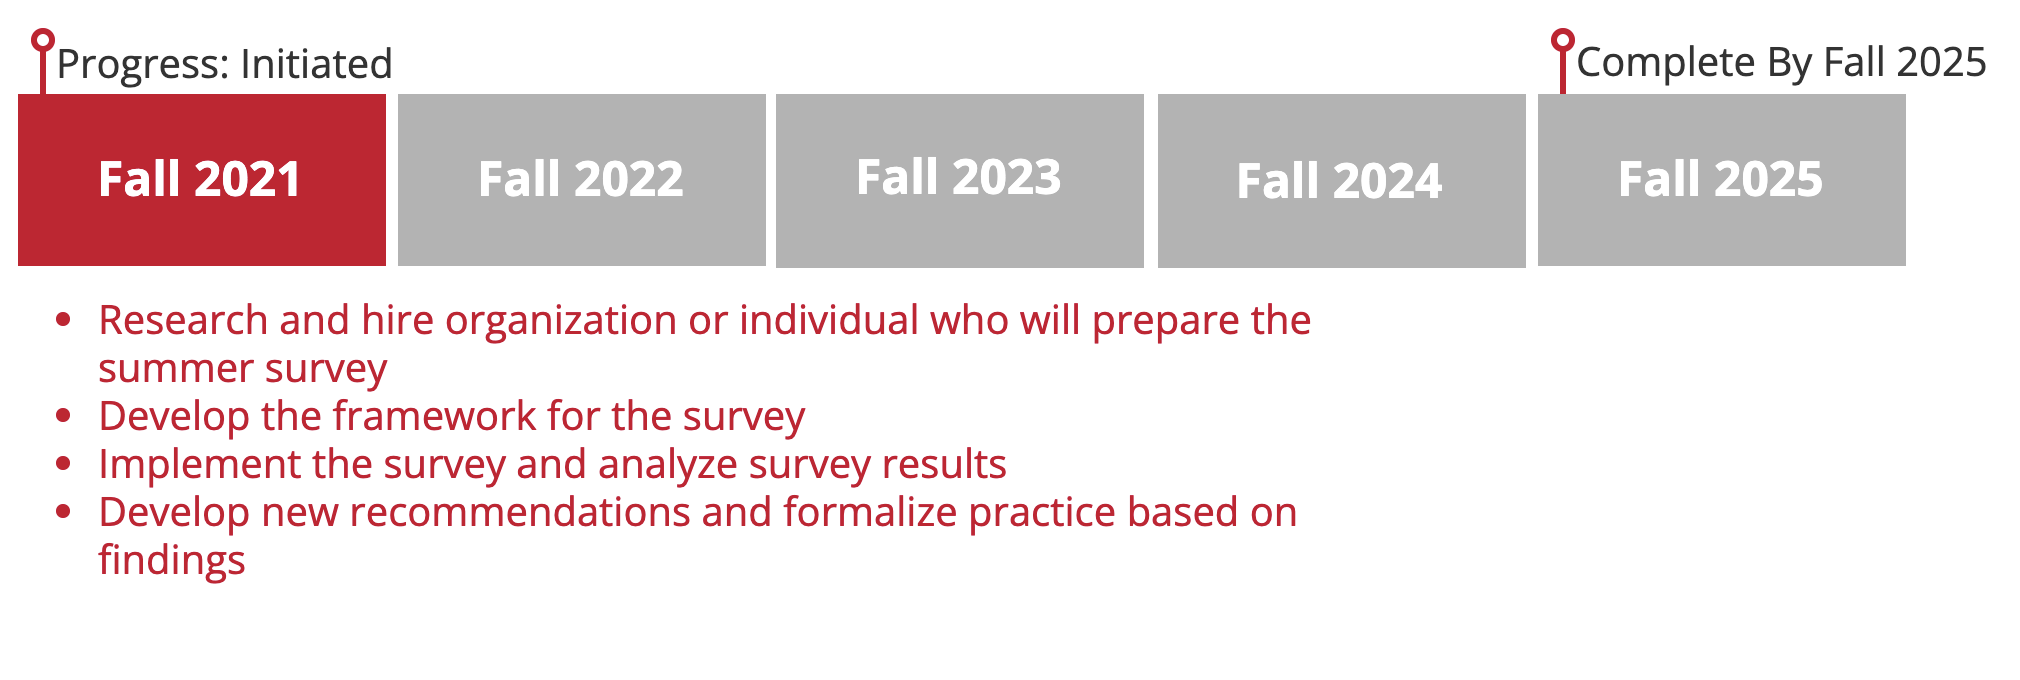 Progress: Initiated
Complete By Fall 2025
Fall 2021
Fall 2022
Fall 2023
Fall 2024
Fall 2025
• Research and hire organization or individual who will prepare the
summer survey
• Develop the framework for the survey
• Implement the survey and analyze survey results
• Develop new recommendations and formalize practice based on
findings